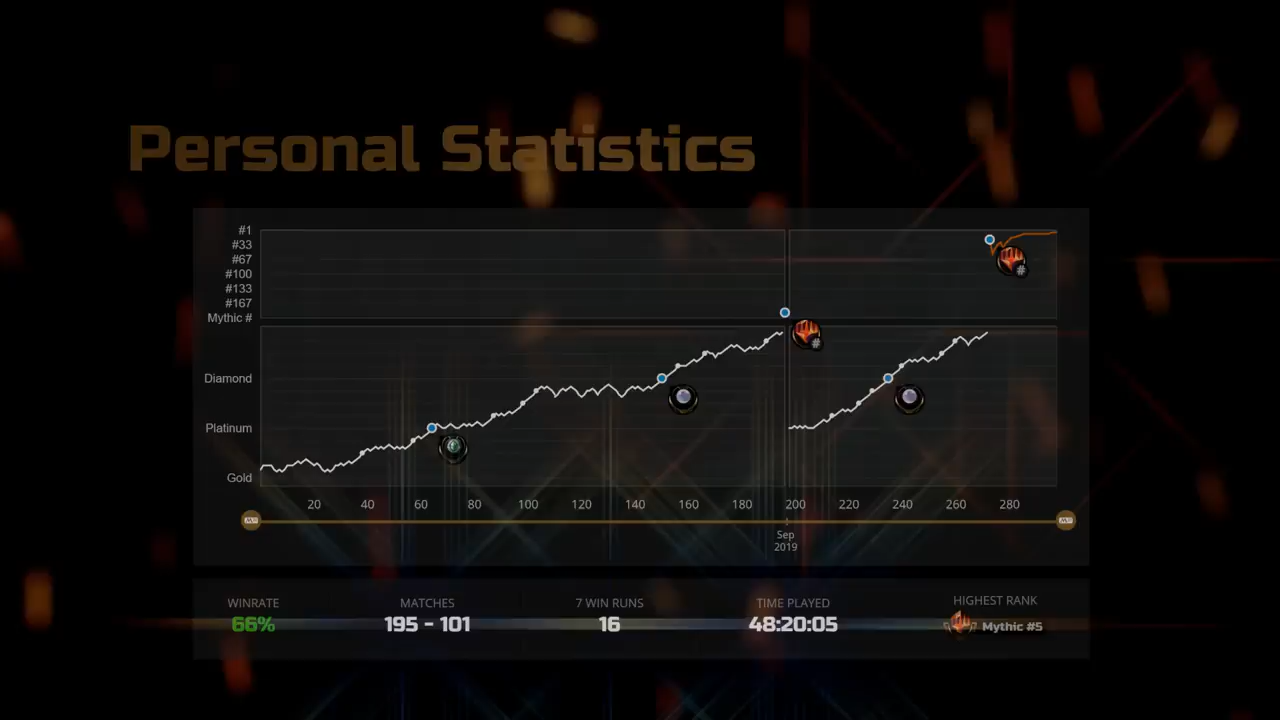 Personal Statistics
#1
#33
#67
#100
#133
#167
Mythic #
Diamond
Platinum
Gold
20 40 60 80 100 120 140 160 180 200 220 240 260 280
Sep
2019
WINRATE MATCHES 7 WIN RUNS TIME PLAYED HIGHEST RANK
66% 195 - 101 16 48:20:05 Mythic #5